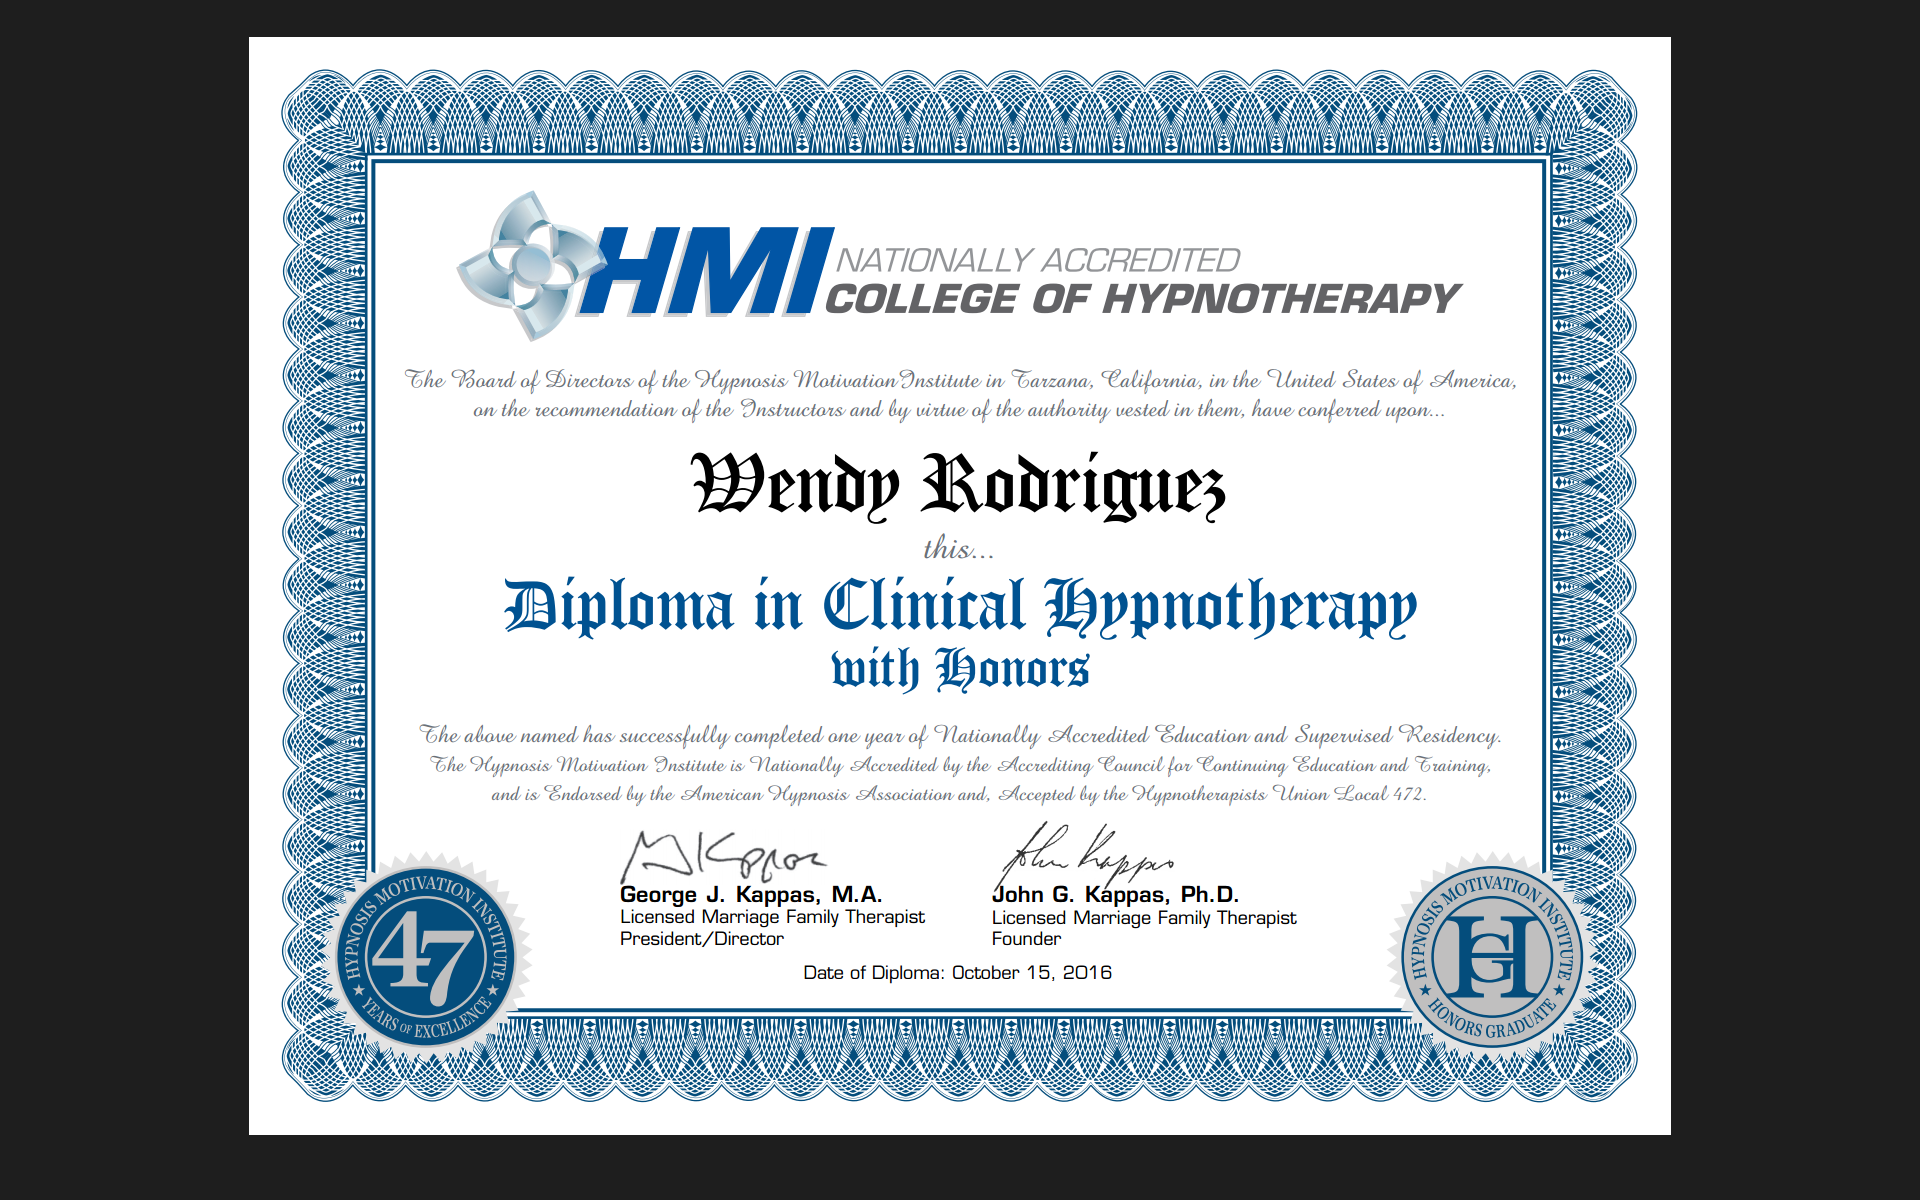 HMI NATIONALLY ACCREDITED
COLLEGE OF HYPNOTHERAPY
The Board of Directors of the Hypnosis Motivation Institute in Tarzana, California, in the United States of America,
on the recommendation of the Instructors and by virtue of the authority vested in them, have conferred upon...
Wendy Rodriguez
this...
Diploma in Clinical Hypnotherapy
with Honors
The above named has successfully completed one year of Nationally Accredited Education and Supervised Residency.
The Hypnosis Motivation Institute is Nationally Accredited by the Accrediting Council for Continuing Education and Training,
and is Endorsed by the American Hypnosis Association and, Accepted by the Hypnotherapists Union Local 472.
G J Kappas
John Kappas
George J. Kappas, M.A.
Licensed Marriage Family Therapist
President/Director
John G. Kappas, Ph.D.
Licensed Marriage Family Therapist
Founder
Date of Diploma: October 15, 2016
HYPNOSIS MOTIVATION INSTITUTE
47
★ YEARS OF EXCELLENCE ★
HYPNOSIS MOTIVATION INSTITUTE
HG
★ HONORS GRADUATE ★